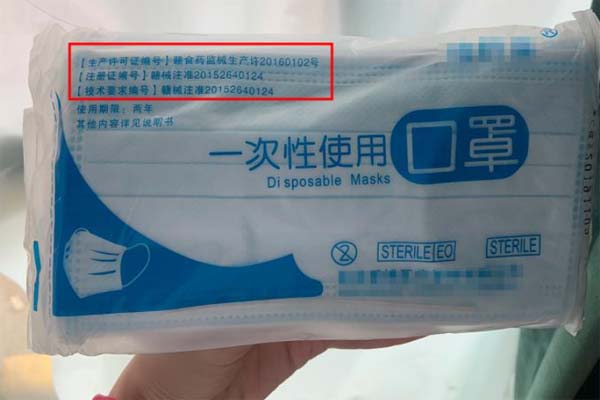 【生产许可证编号】赣食药监械生产许20160102号
【注册证编号】赣械注准20152640124
【技术要求编号】赣械注准20152640124
使用期限：两年
其他内容详见说明书
一次性使用口罩
Disposable Masks
STERILE EO
STERILE